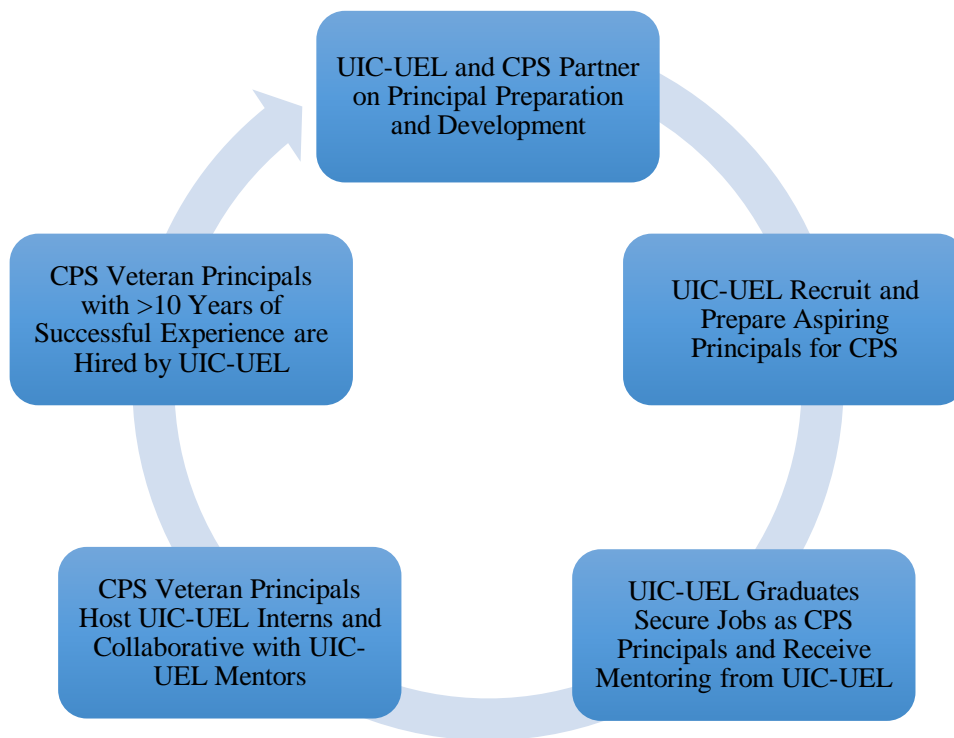 UIC-UEL and CPS Partner
on Principal Preparation
and Development
UIC-UEL Recruit and
Prepare Aspiring
Principals for CPS
UIC-UEL Graduates
Secure Jobs as CPS
Principals and Receive
Mentoring from UIC-UEL
CPS Veteran Principals
Host UIC-UEL Interns and
Collaborative with UIC-
UEL Mentors
CPS Veteran Principals
with >10 Years of
Successful Experience are
Hired by UIC-UEL